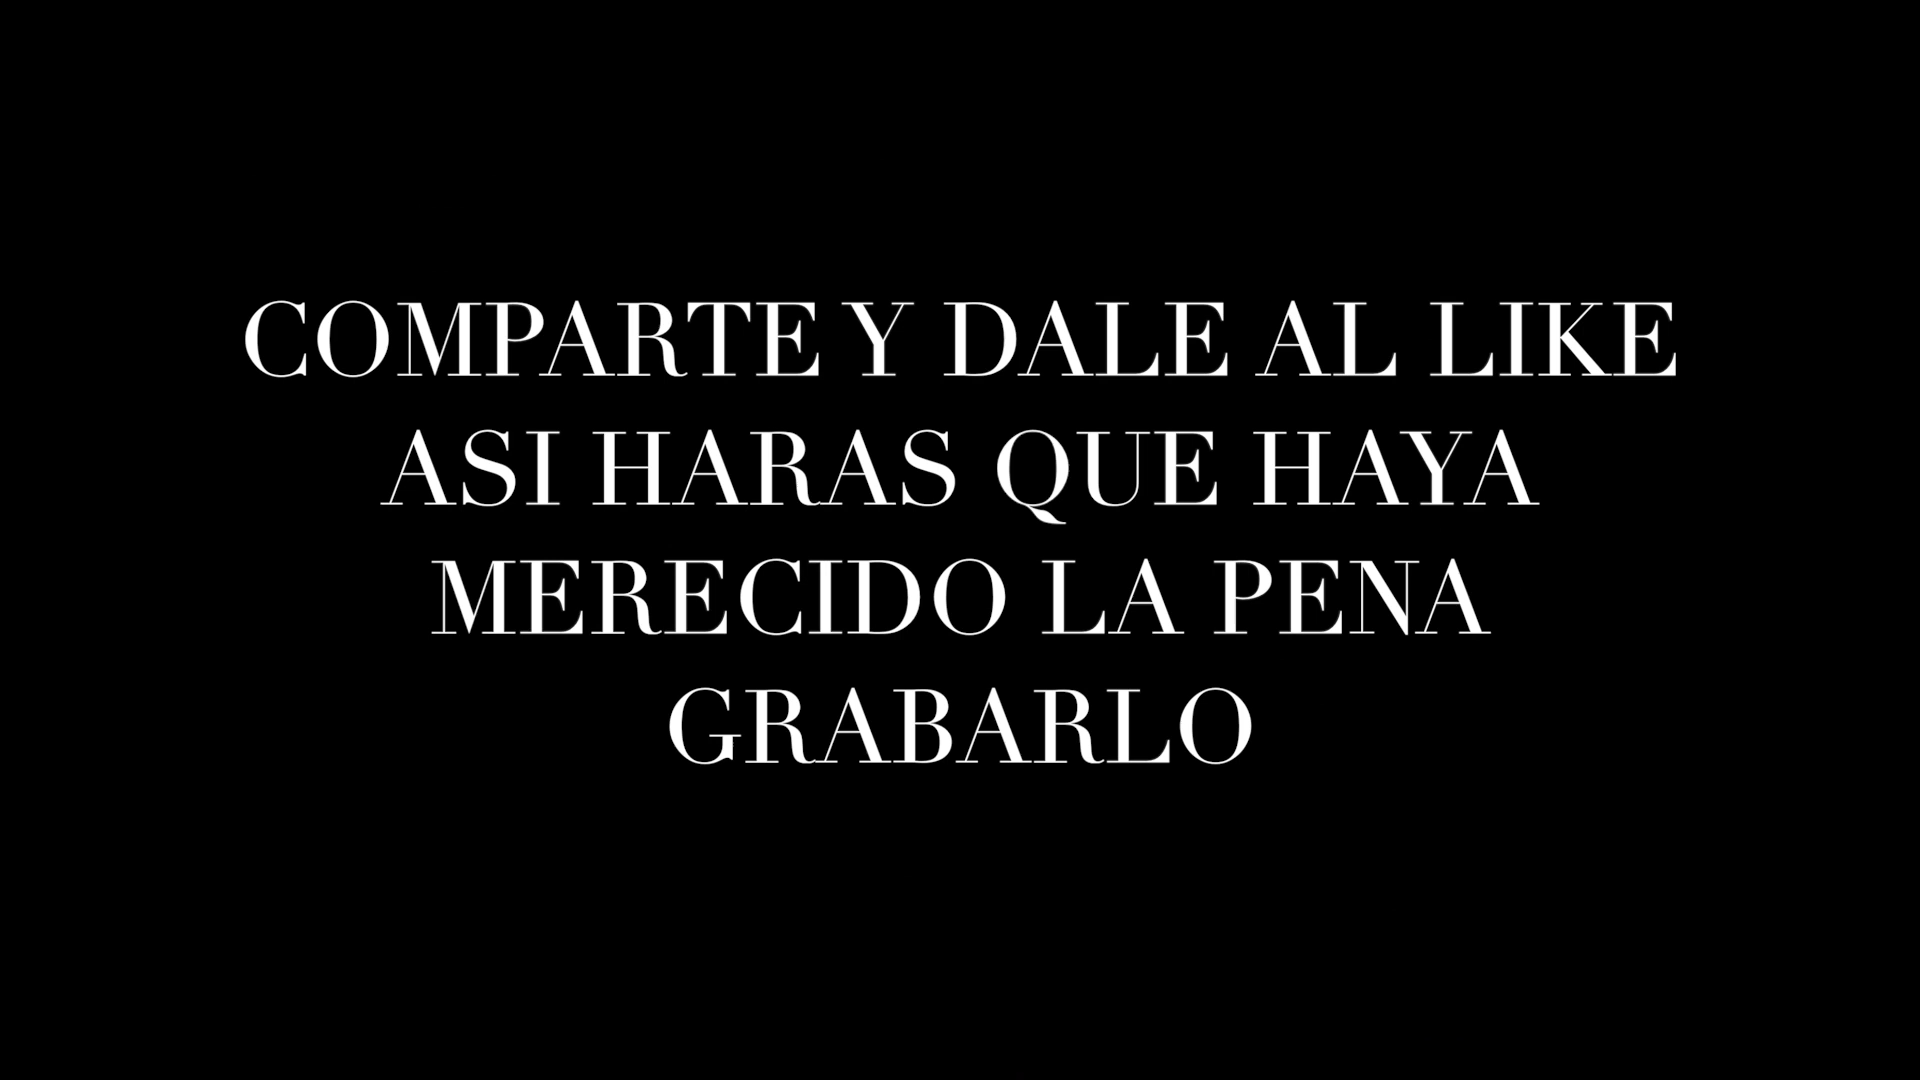 COMPARTE Y DALE AL LIKE
ASI HARAS QUE HAYA
MERECIDO LA PENA
GRABARLO